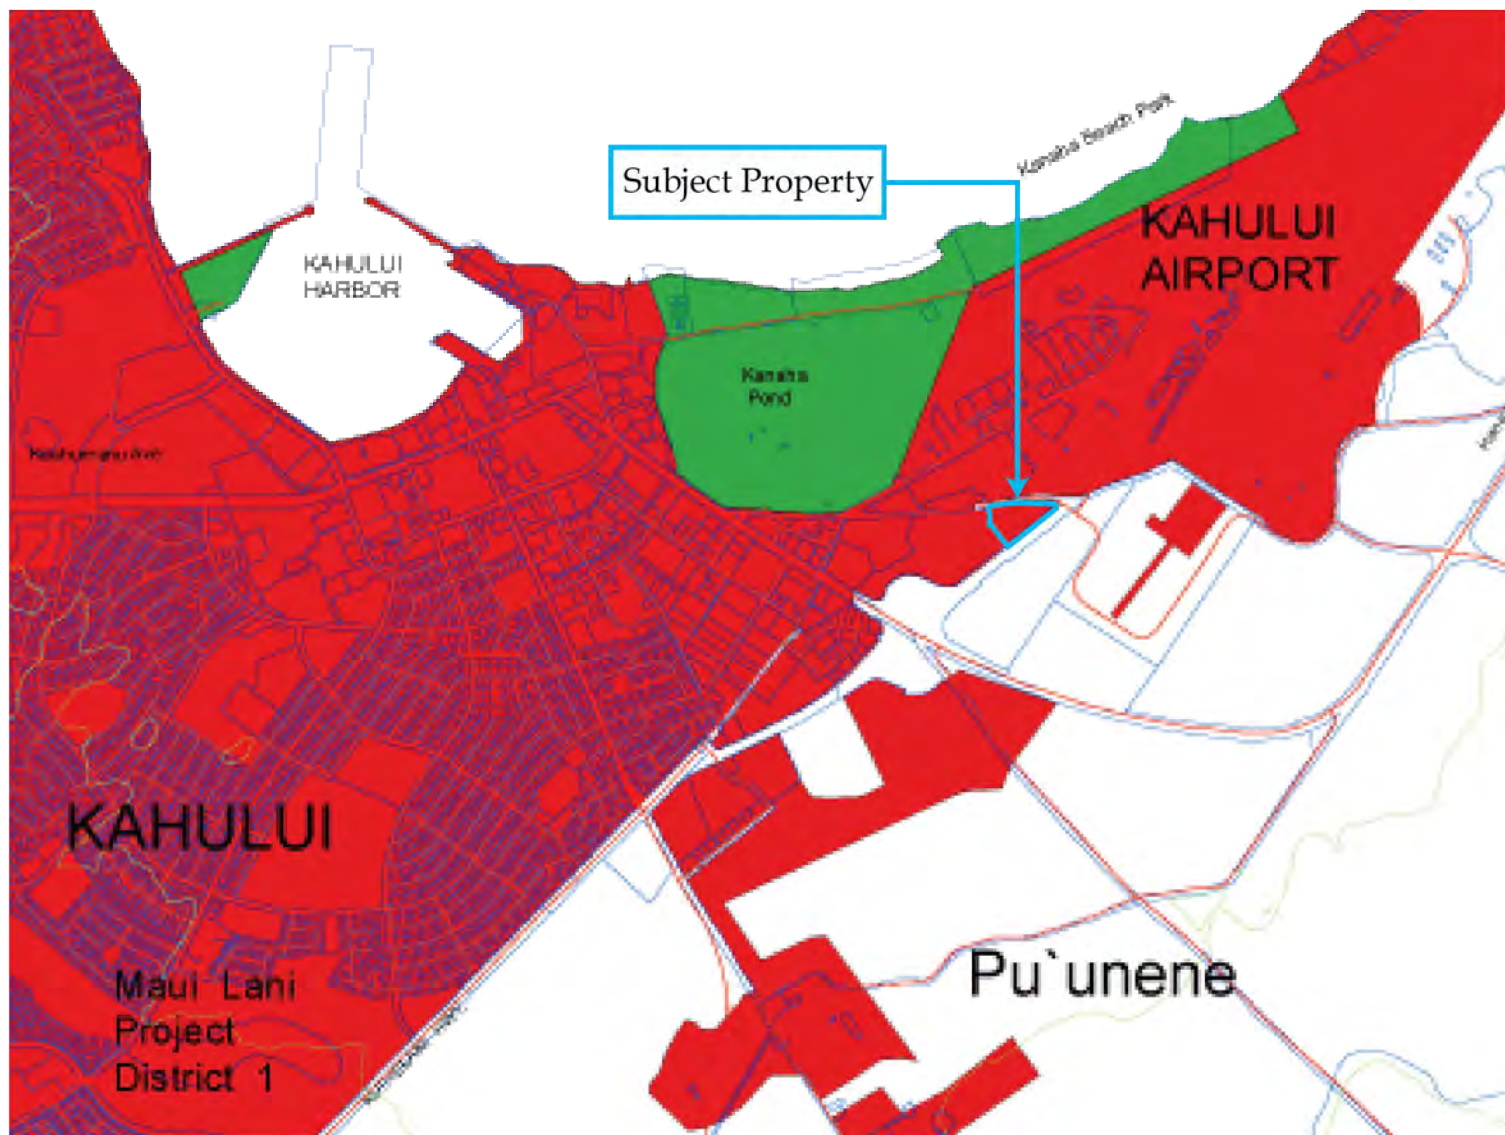 Kanaha Beach Park
Subject Property
KAHULUI
AIRPORT
KAHULUI
HARBOR
Kanaha
Pond
KAHULUI
Pu`unene
Maui Lani
Project
District 1